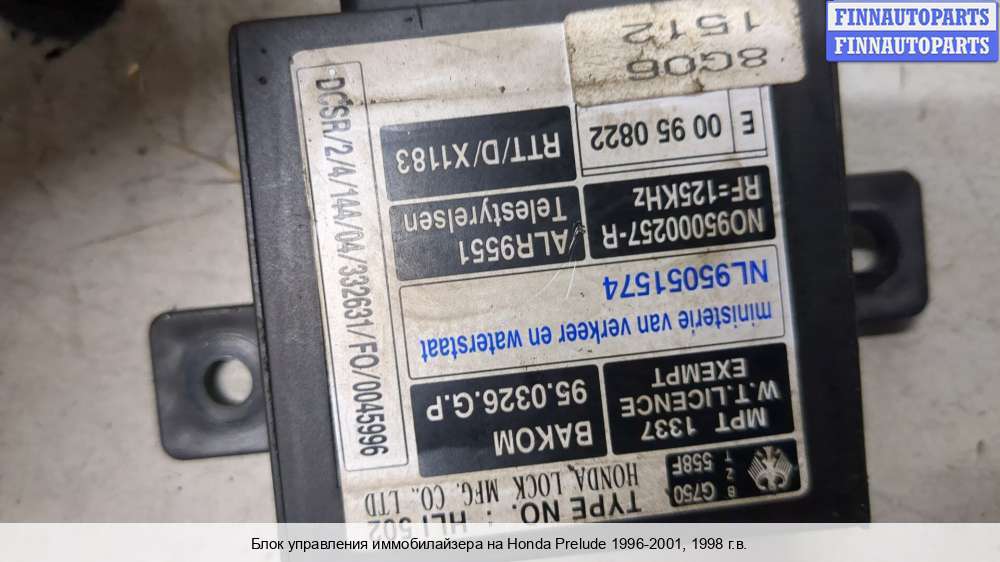 FINNAUTOPARTS
FINNAUTOPARTS
TYPE NO. : HLI 502
HONDA LOCK MFG. CO., LTD
BZT
G750 558F
MPT 1337
W.T.LICENCE
EXEMPT
BAKOM
95.0326.G.P
ministerie van verkeer en waterstaat
NL95051574
NO95000257-R
RF=125KHz
ALR9551
Telestyrelsen
E 00 95 0822
RTT/D/X1183
DCSR/2/4/144/04/332631/FO/0045996
8G06
1512
Блок управления иммобилайзера на Honda Prelude 1996-2001, 1998 г.в.